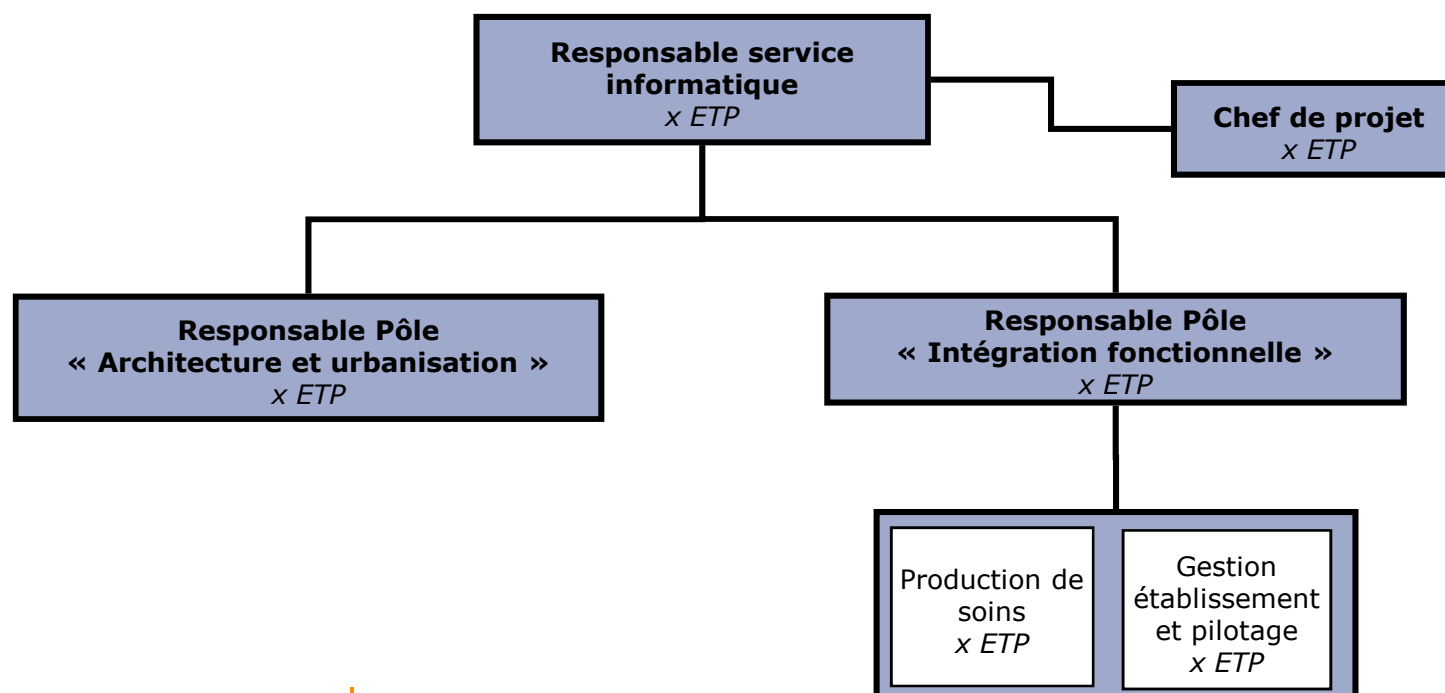 Responsable service
informatique
x ETP
Chef de projet
x ETP
Responsable Pôle
« Architecture et urbanisation »
x ETP
Responsable Pôle
« Intégration fonctionnelle »
x ETP
Production de
soins
x ETP
Gestion
établissement
et pilotage
x ETP